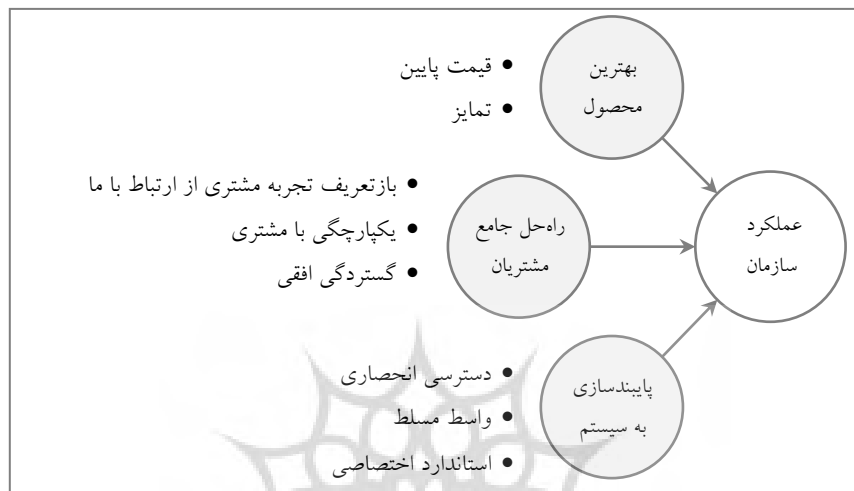 بهترین
محصول
• قیمت پایین
• تمایز
راه‌حل جامع
مشتریان
• بازتعریف تجربه مشتری از ارتباط با ما
• یکپارچگی با مشتری
• گستردگی افقی
عملکرد
سازمان
پایبندسازی
به سیستم
• دسترسی انحصاری
• واسط مسلط
• استاندارد اختصاصی